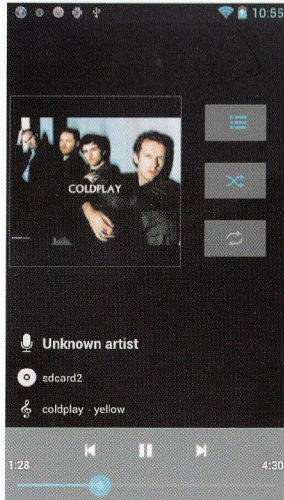 10:55
COLDPLAY
Unknown artist
sdcard2
coldplay - yellow
1:28
4:30